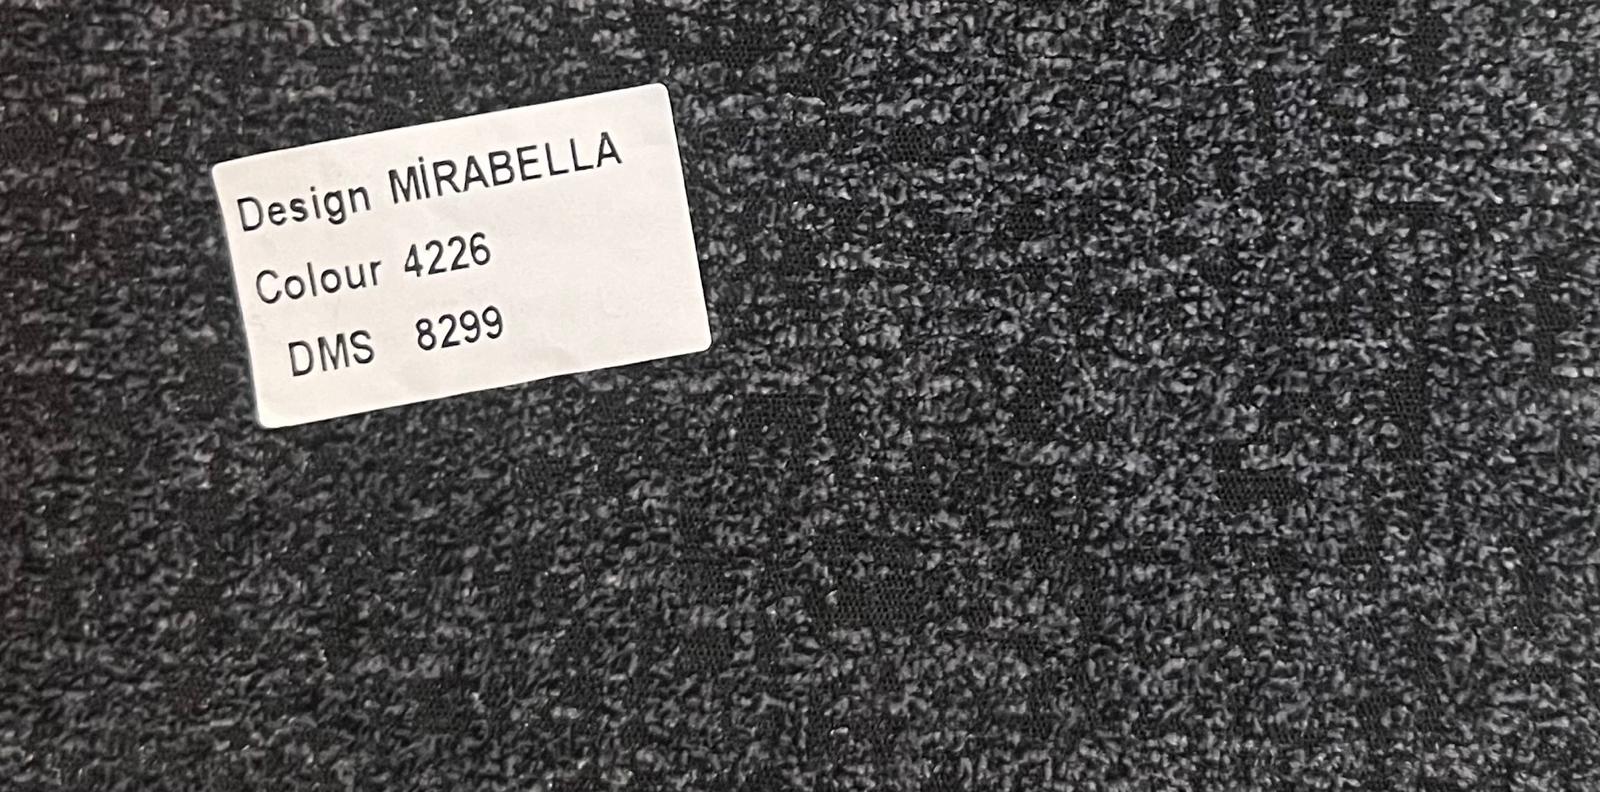 Design MİRABELLA
Colour 4226
DMS 8299